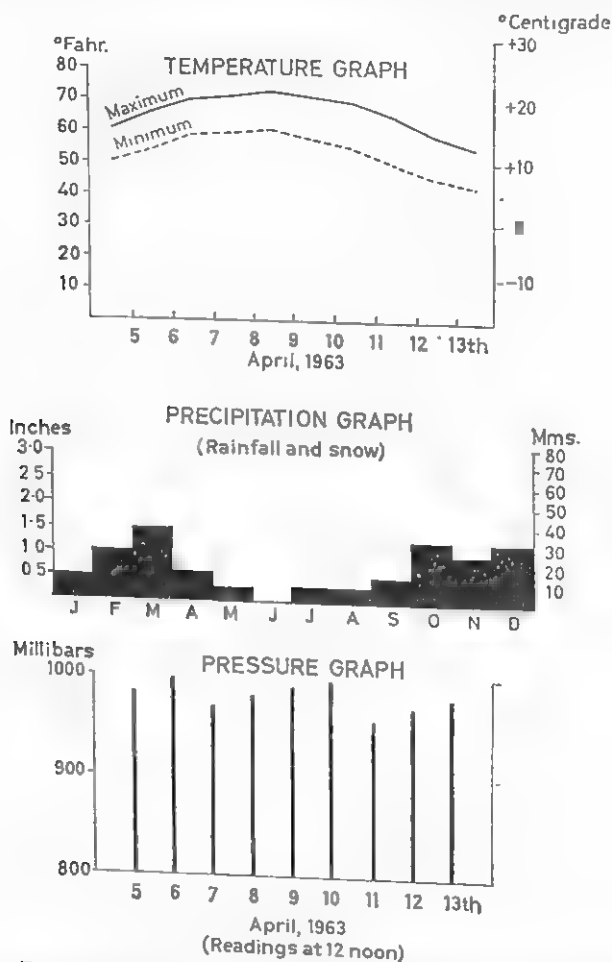 °Fahr.
°Centigrade
TEMPERATURE GRAPH
80
70
60
50
40
30
20
10
+30
+20
+10
-10
Maximum
Minimum
5 6 7 8 9 10 11 12 13th
April, 1963
PRECIPITATION GRAPH
(Rainfall and snow)
Inches
3·0
2·5
2·0
1·5
1·0
0·5
Mms.
80
70
60
50
40
30
20
10
J F M A M J J A S O N D
Millibars
PRESSURE GRAPH
1000
900
800
5 6 7 8 9 10 11 12 13th
April, 1963
(Readings at 12 noon)